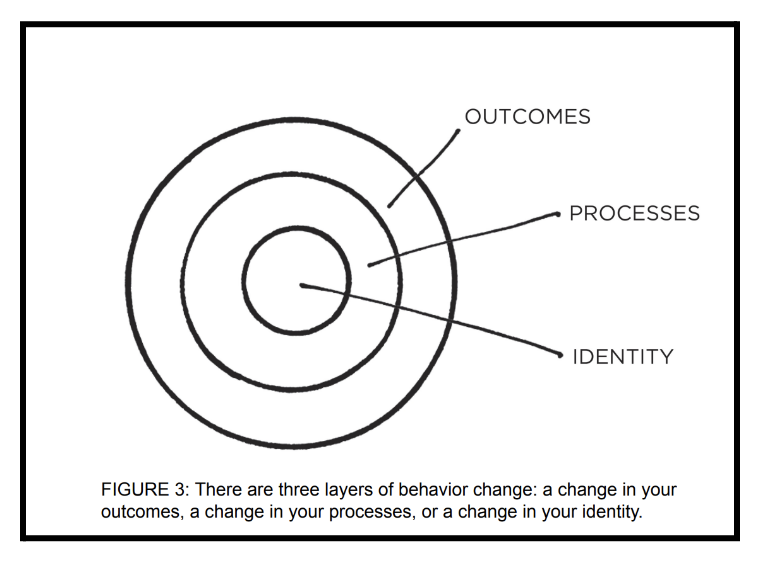 OUTCOMES
PROCESSES
IDENTITY
FIGURE 3: There are three layers of behavior change: a change in your
outcomes, a change in your processes, or a change in your identity.